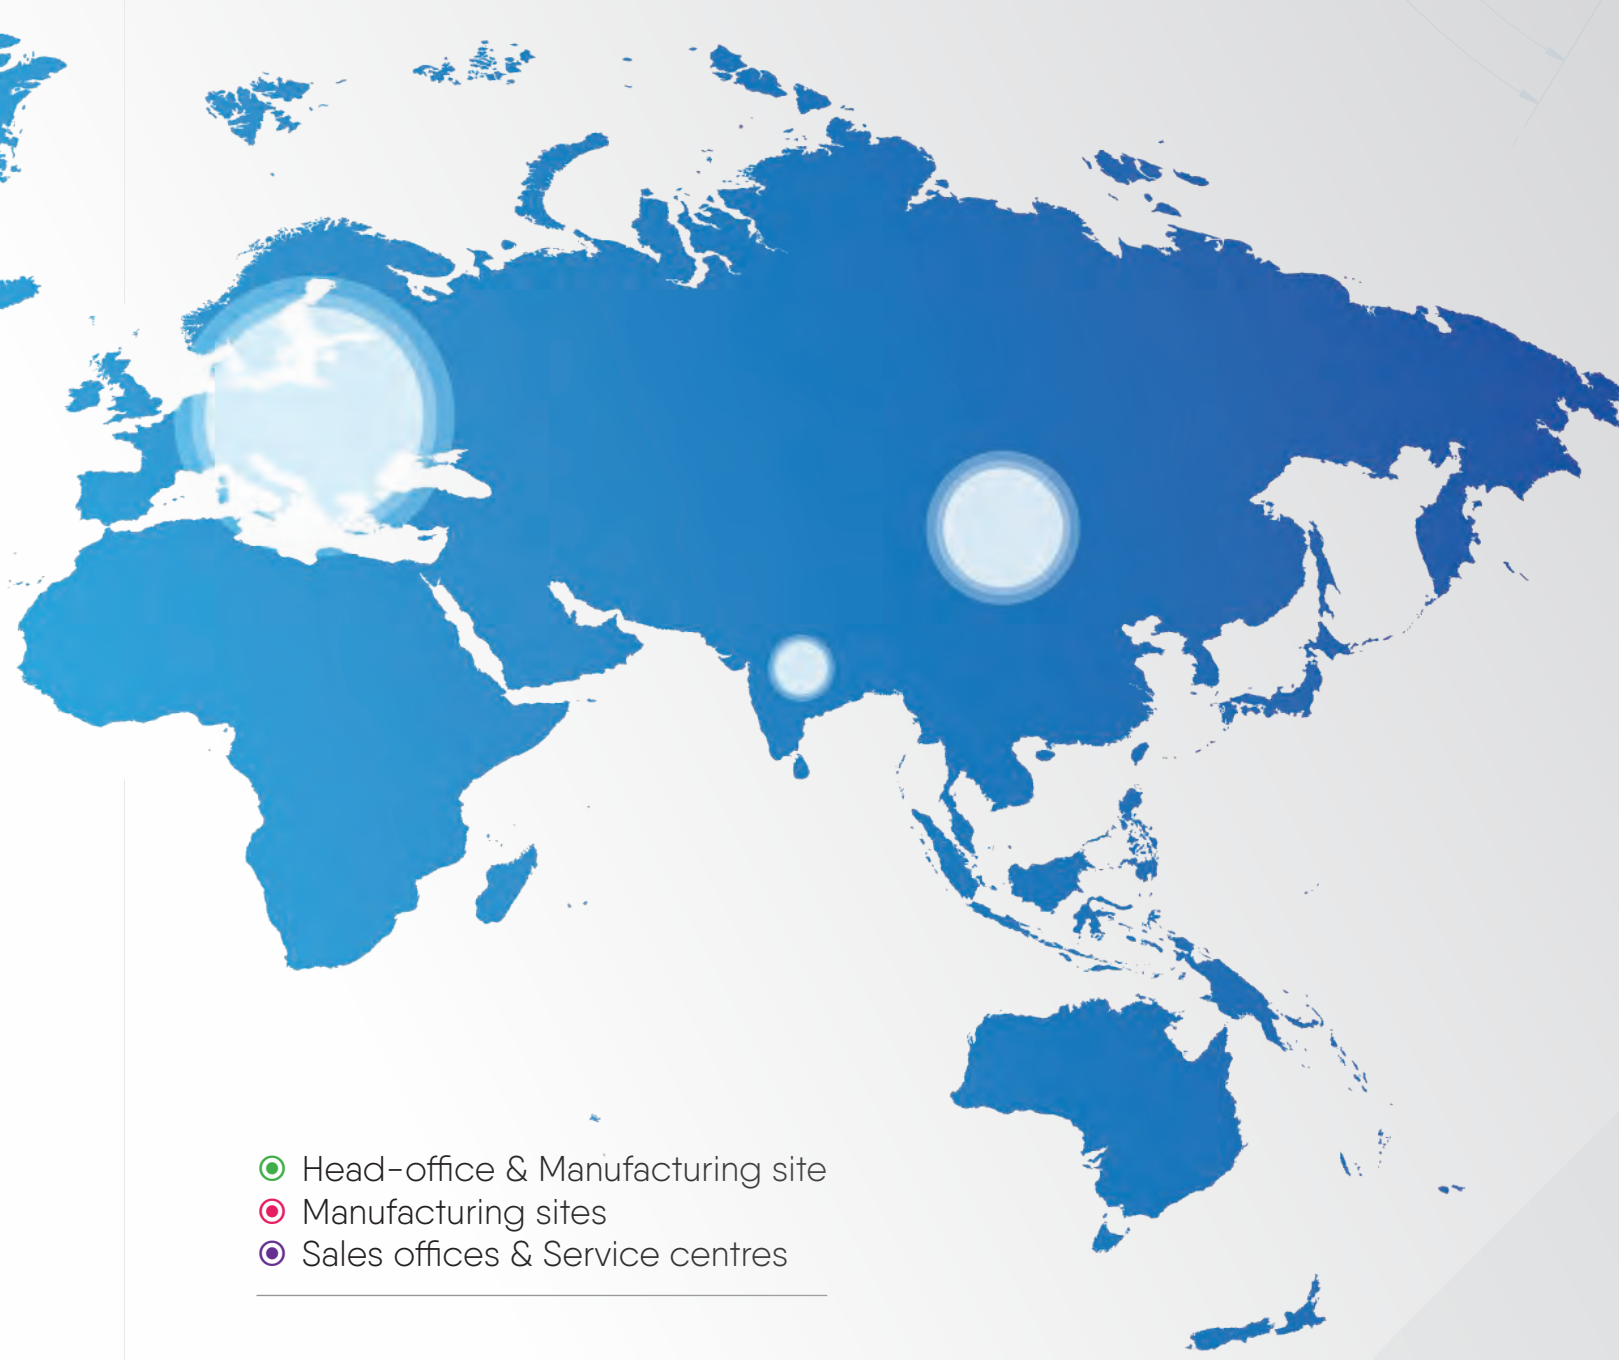 Head-office & Manufacturing site
Manufacturing sites
Sales offices & Service centres